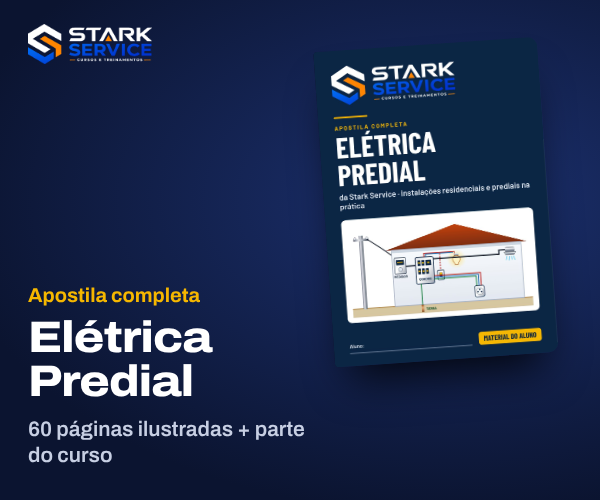 STARK
SERVICE
CURSOS E TREINAMENTOS
STARK
SERVICE
CURSOS E TREINAMENTOS
APOSTILA COMPLETA
ELÉTRICA
PREDIAL
da Stark Service · Instalações residenciais e prediais na
prática
Aluno:
MATERIAL DO ALUNO
Apostila completa
Elétrica
Predial
60 páginas ilustradas + parte
do curso